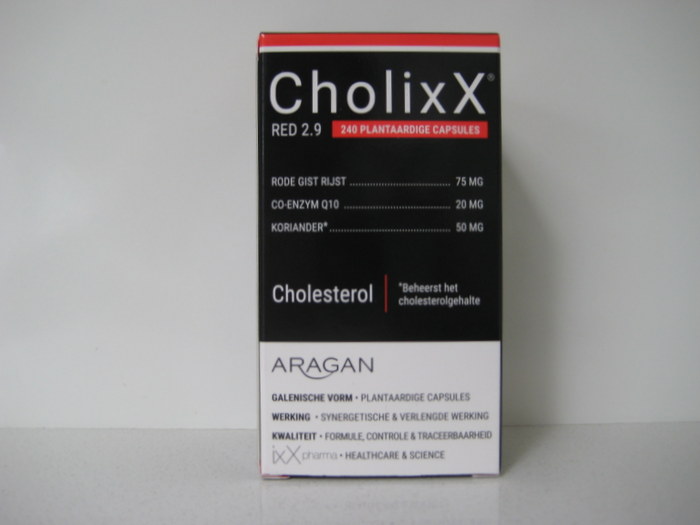 CholixX®
RED 2.9 240 PLANTAARDIGE CAPSULES
RODE GIST RIJST ........................................ 75 MG
CO-ENZYM Q10 ........................................ 20 MG
KORIANDER* ........................................ 50 MG
Cholesterol
*Beheerst het
cholesterolgehalte
ARAGAN
GALENISCHE VORM • PLANTAARDIGE CAPSULES
WERKING • SYNERGETISCHE & VERLENGDE WERKING
KWALITEIT • FORMULE, CONTROLE & TRACEERBAARHEID
ixX pharma • HEALTHCARE & SCIENCE